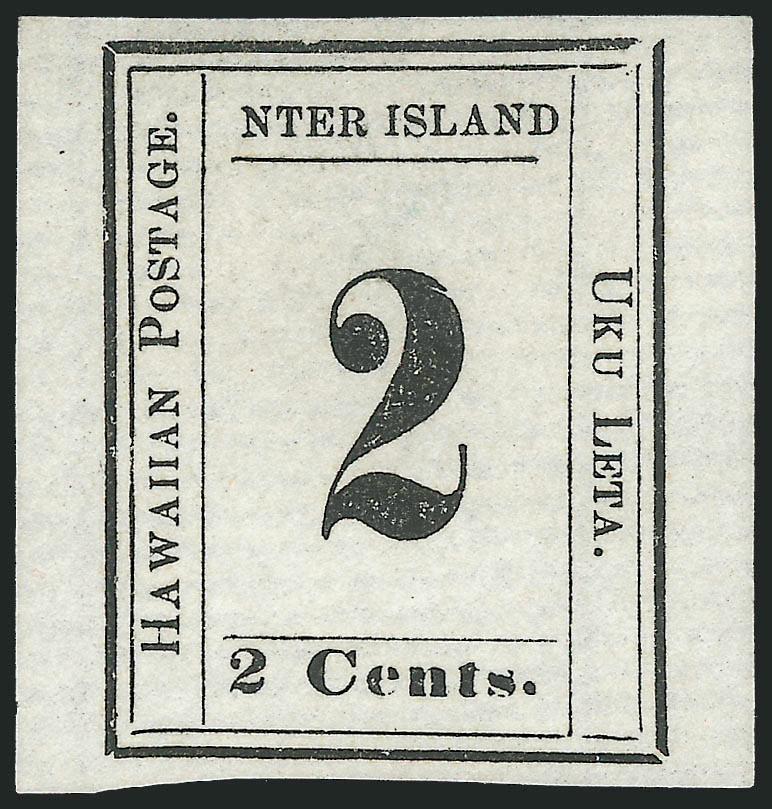 NTER ISLAND
HAWAIIAN POSTAGE.
2
UKU LETA.
2 Cents.